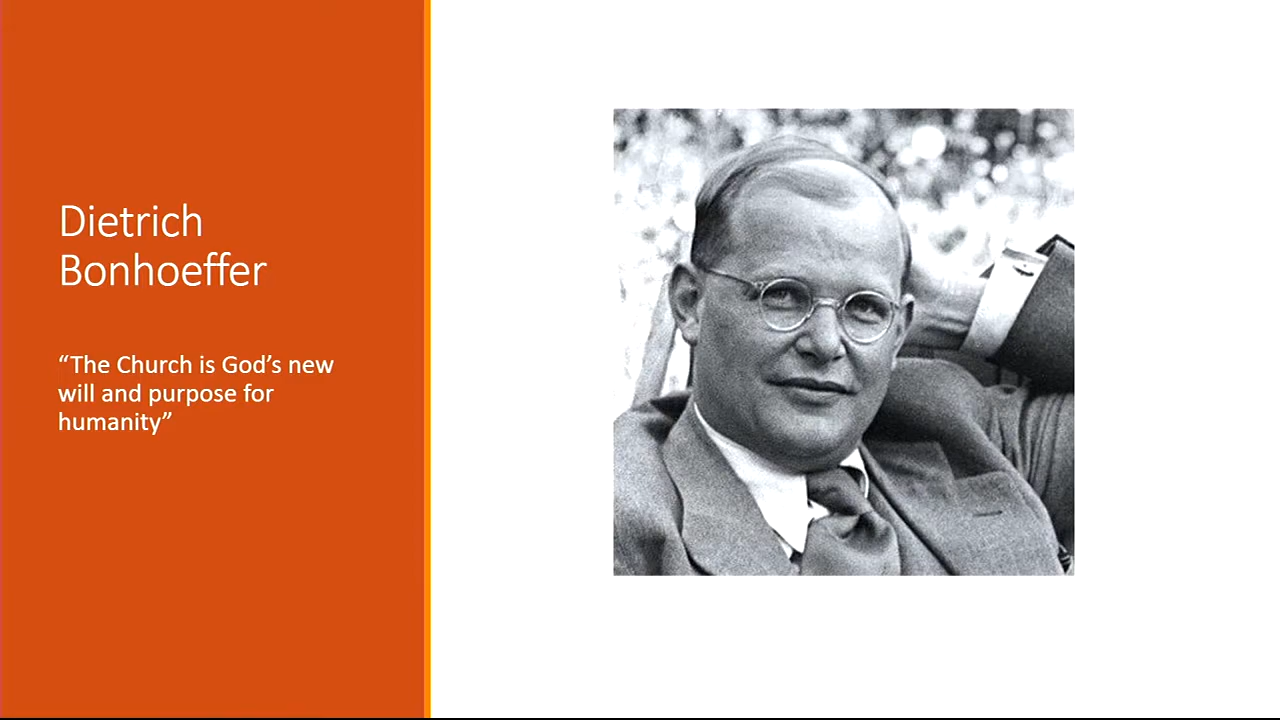 Dietrich
Bonhoeffer
“The Church is God’s new
will and purpose for
humanity”